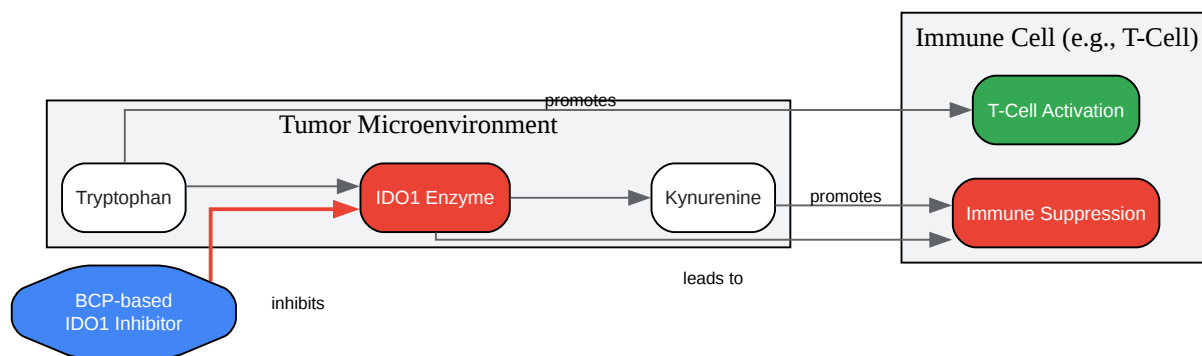 Immune Cell (e.g., T-Cell)
promotes
T-Cell Activation
Tumor Microenvironment
Tryptophan
IDO1 Enzyme
Kynurenine
promotes
Immune Suppression
leads to
BCP-based
IDO1 Inhibitor
inhibits